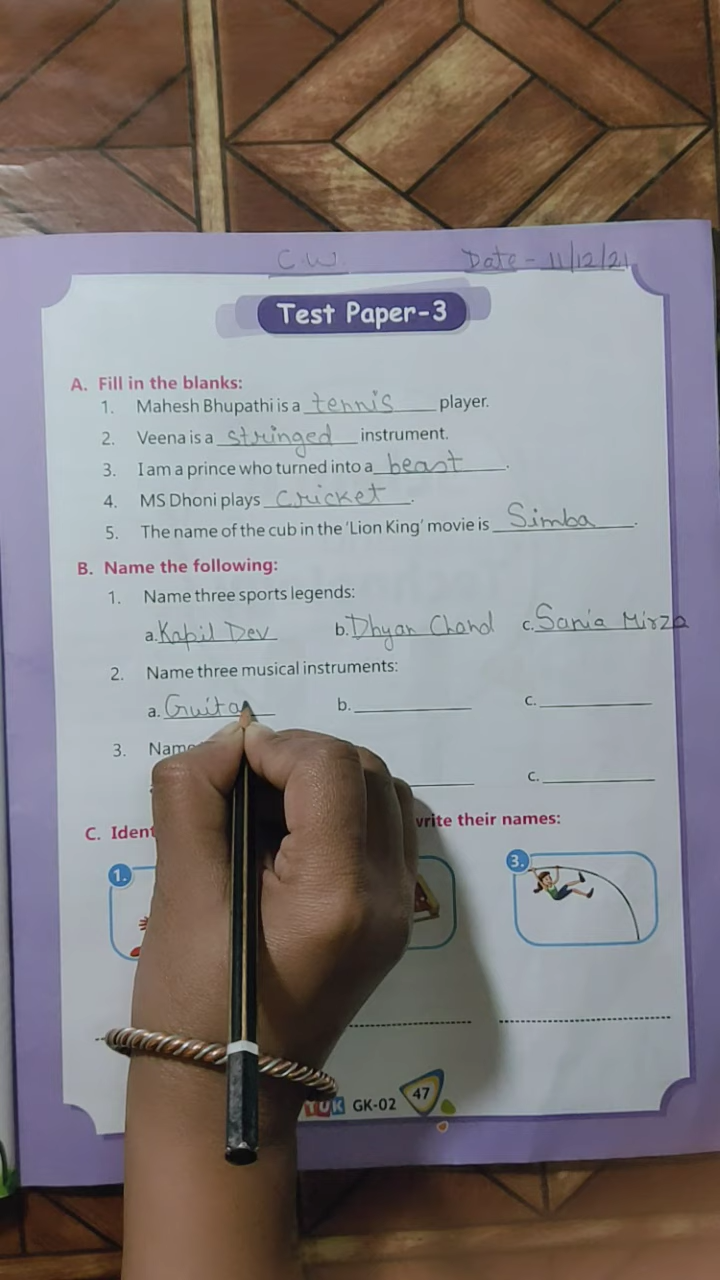 C.W. Date - 11/12/21
Test Paper-3
A. Fill in the blanks:
1. Mahesh Bhupathi is a tennis player.
2. Veena is a stringed instrument.
3. I am a prince who turned into a beast.
4. MS Dhoni plays cricket.
5. The name of the cub in the 'Lion King' movie is Simba.
B. Name the following:
1. Name three sports legends:
a. Kapil Dev b. Dhyan Chand c. Sania Mirza
2. Name three musical instruments:
a. Guita b. c.
3. Name
c.
C. Iden write their names:
1. 3.
YUK GK-02 47